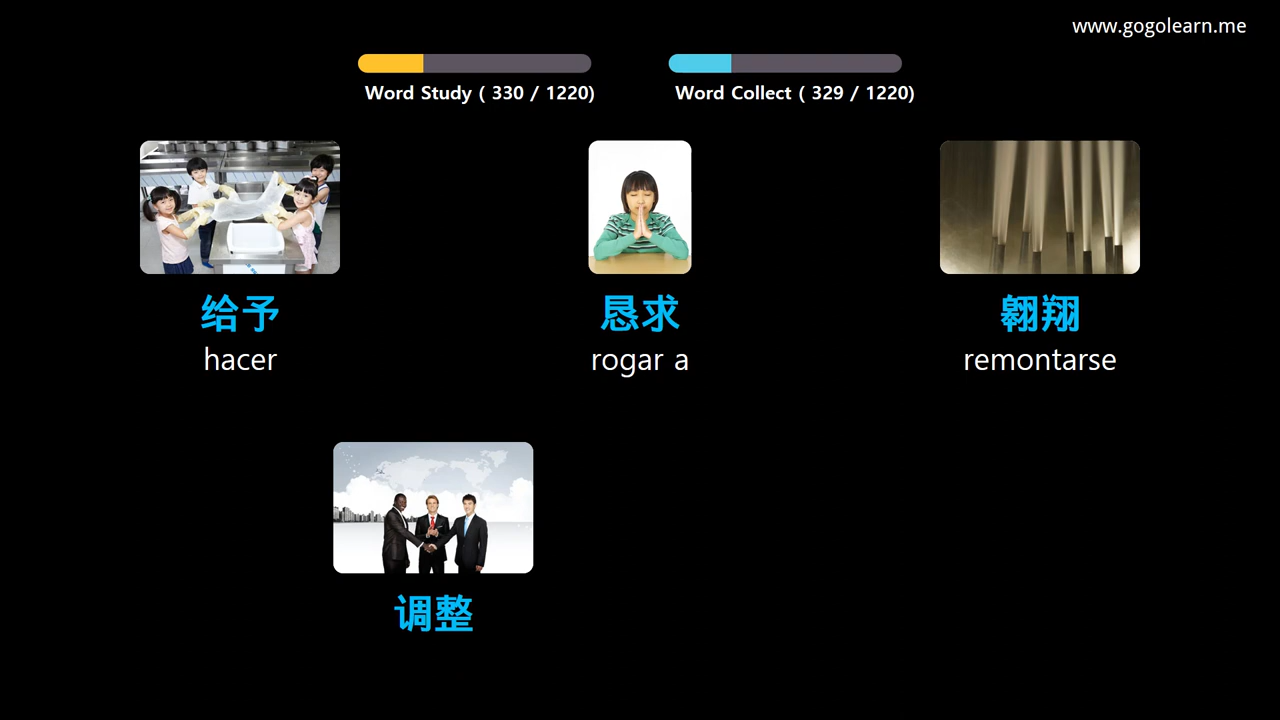 www.gogolearn.me
Word Study ( 330 / 1220)
Word Collect ( 329 / 1220)
给予
hacer
恳求
rogar a
翱翔
remontarse
调整